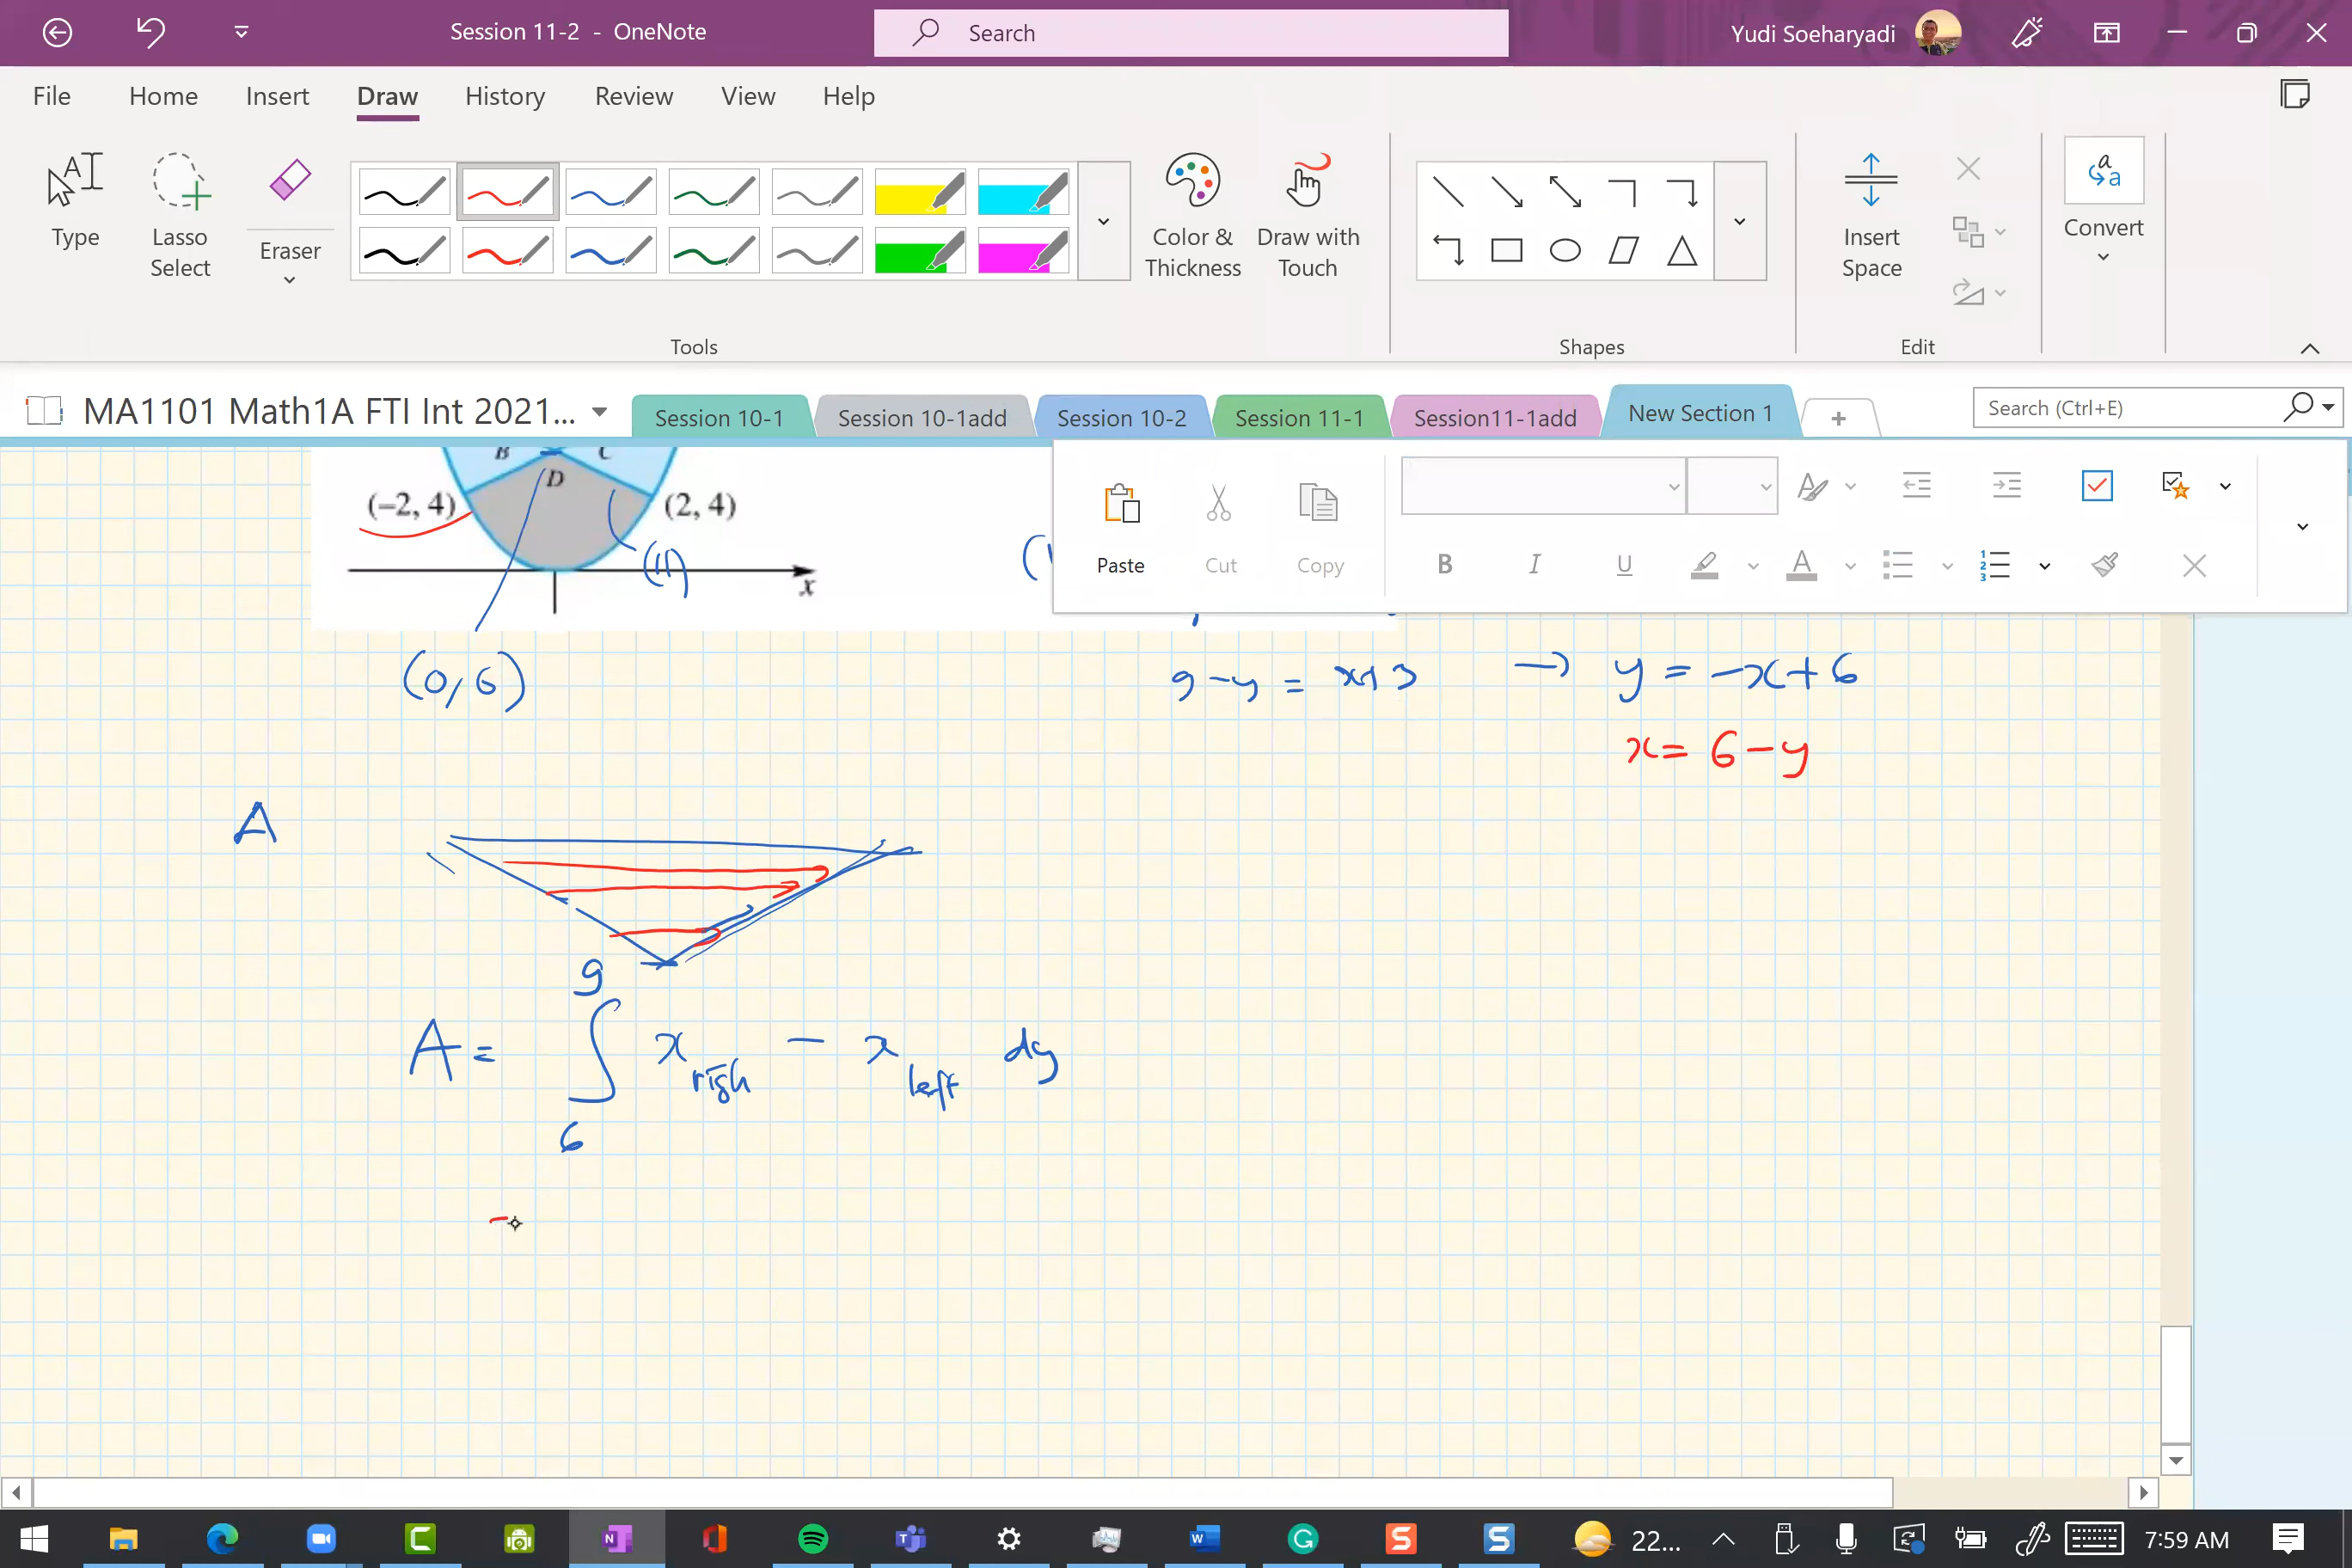 Session 11-2 - OneNote
Search
Yudi Soeharyadi
File Home Insert Draw History Review View Help
Type
Lasso Select
Eraser
Color & Thickness
Draw with Touch
Insert Space
Convert
Tools
Shapes
Edit
MA1101 Math1A FTI Int 2021...
Session 10-1
Session 10-1add
Session 10-2
Session 11-1
Session11-1add
New Section 1
Search (Ctrl+E)
Paste
Cut
Copy
B I U
B C
D
(-2, 4)
(2, 4)
(11)
x
(0, 6)
9 - y = x + 3 → y = -x + 6
x = 6 - y
A
9
A = ∫ x righ - x left dy
6
22...
7:59 AM